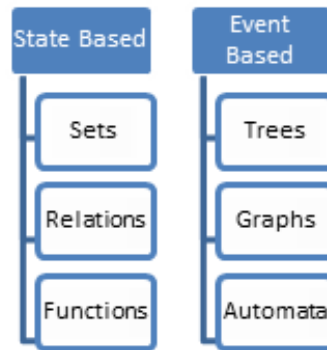 State Based
Sets
Relations
Functions
Event
Based
Trees
Graphs
Automata